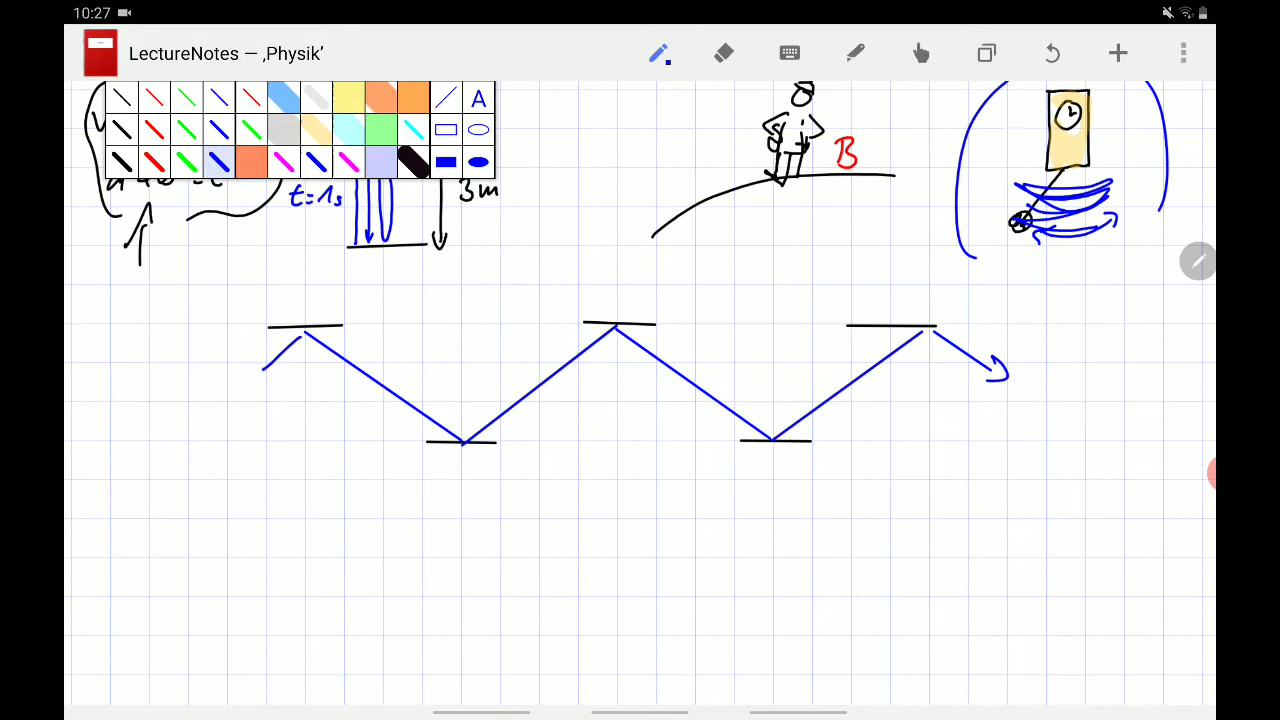 10:27
LectureNotes — ‚Physik’
A
B
t=1s
3m